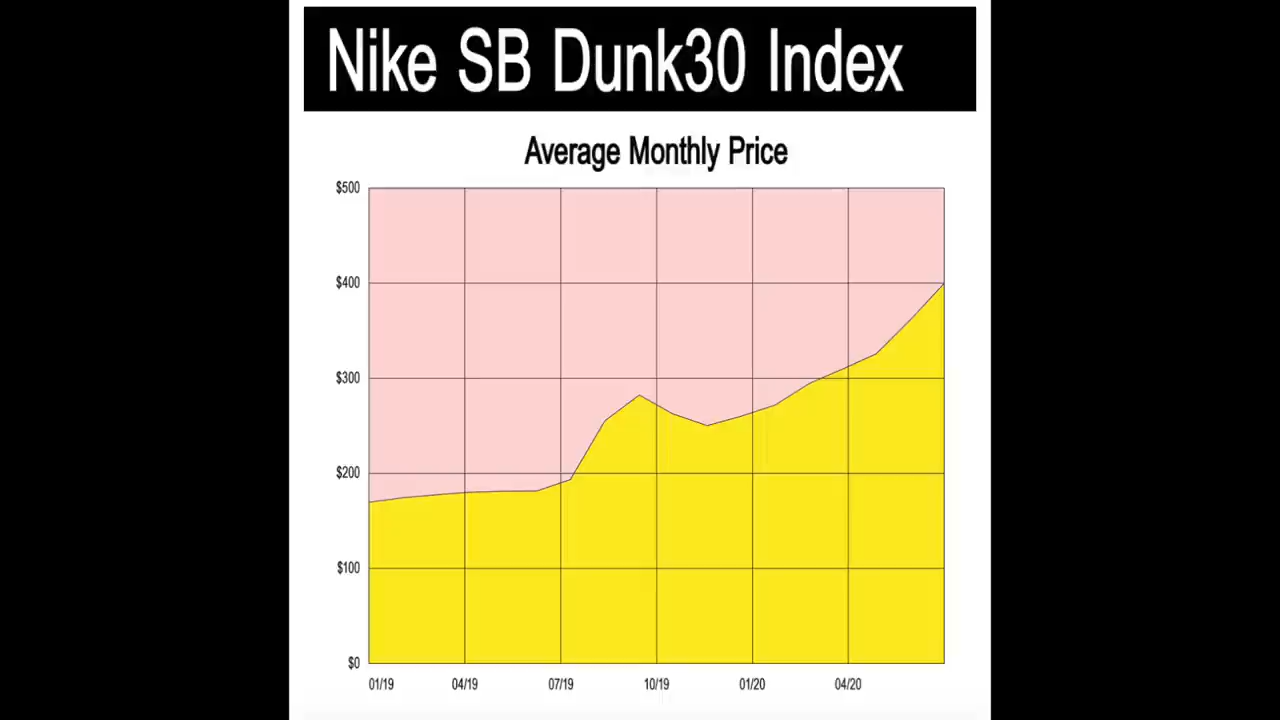 Nike SB Dunk30 Index
Average Monthly Price
$500
$400
$300
$200
$100
$0
01/19 04/19 07/19 10/19 01/20 04/20